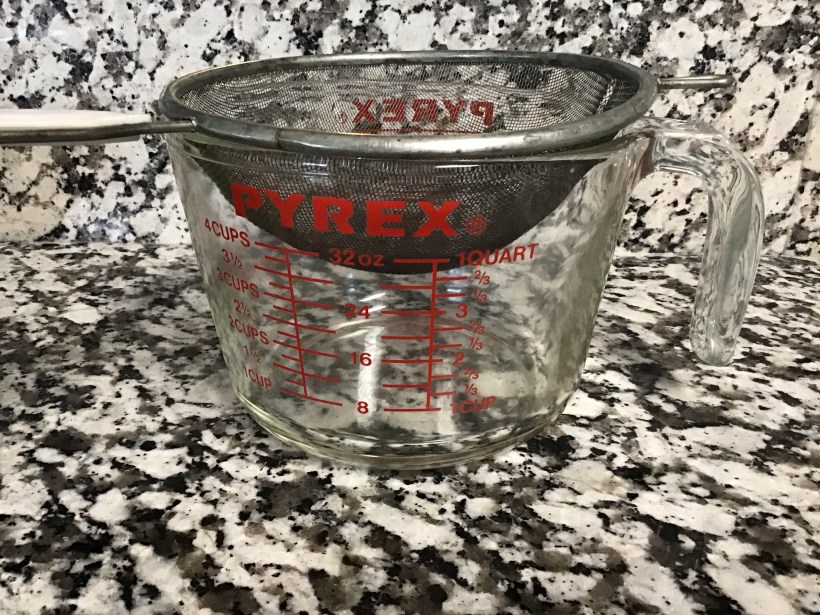 PYREX
PYREX®
4CUPS 32oz 1QUART
3½ ⅔
3CUPS ⅓
2½ 24 3
2CUPS ⅔
⅓
1½ 16 2
1CUP ⅔
⅓
8 1CUP